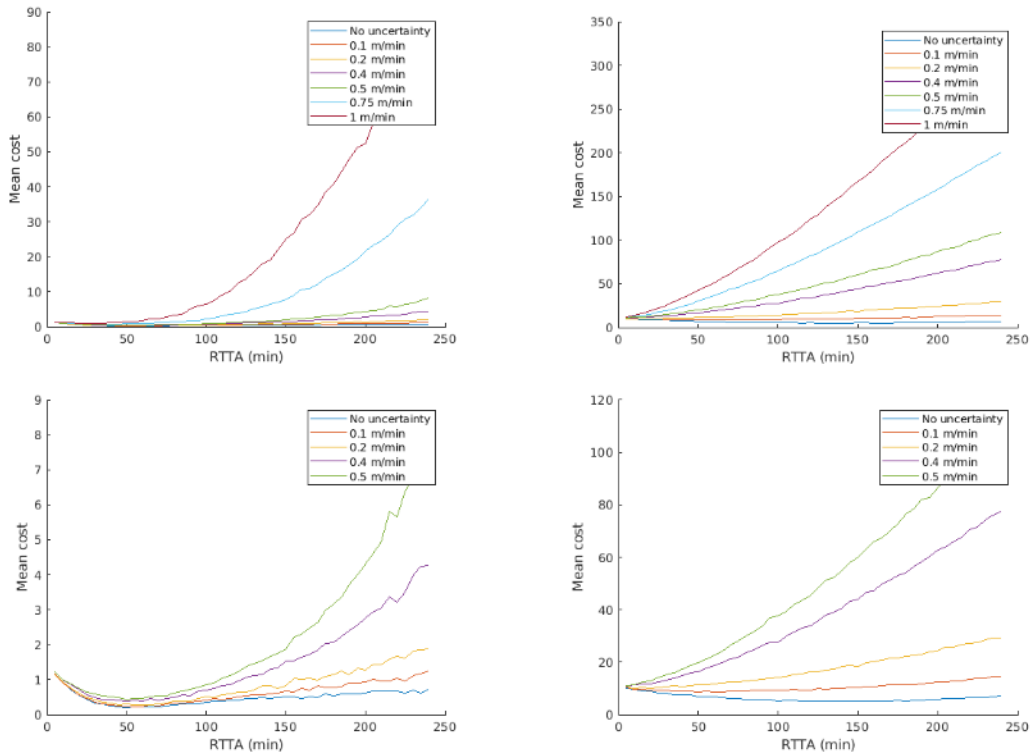 90
80
70
60
50
40
30
20
10
0
Mean cost
0 50 100 150 200 250
RTTA (min)
No uncertainty
0.1 m/min
0.2 m/min
0.4 m/min
0.5 m/min
0.75 m/min
1 m/min
350
300
250
200
150
100
50
0
Mean cost
0 50 100 150 200 250
RTTA (min)
No uncertainty
0.1 m/min
0.2 m/min
0.4 m/min
0.5 m/min
0.75 m/min
1 m/min
9
8
7
6
5
4
3
2
1
0
Mean cost
0 50 100 150 200 250
RTTA (min)
No uncertainty
0.1 m/min
0.2 m/min
0.4 m/min
0.5 m/min
120
100
80
60
40
20
0
Mean cost
0 50 100 150 200 250
RTTA (min)
No uncertainty
0.1 m/min
0.2 m/min
0.4 m/min
0.5 m/min